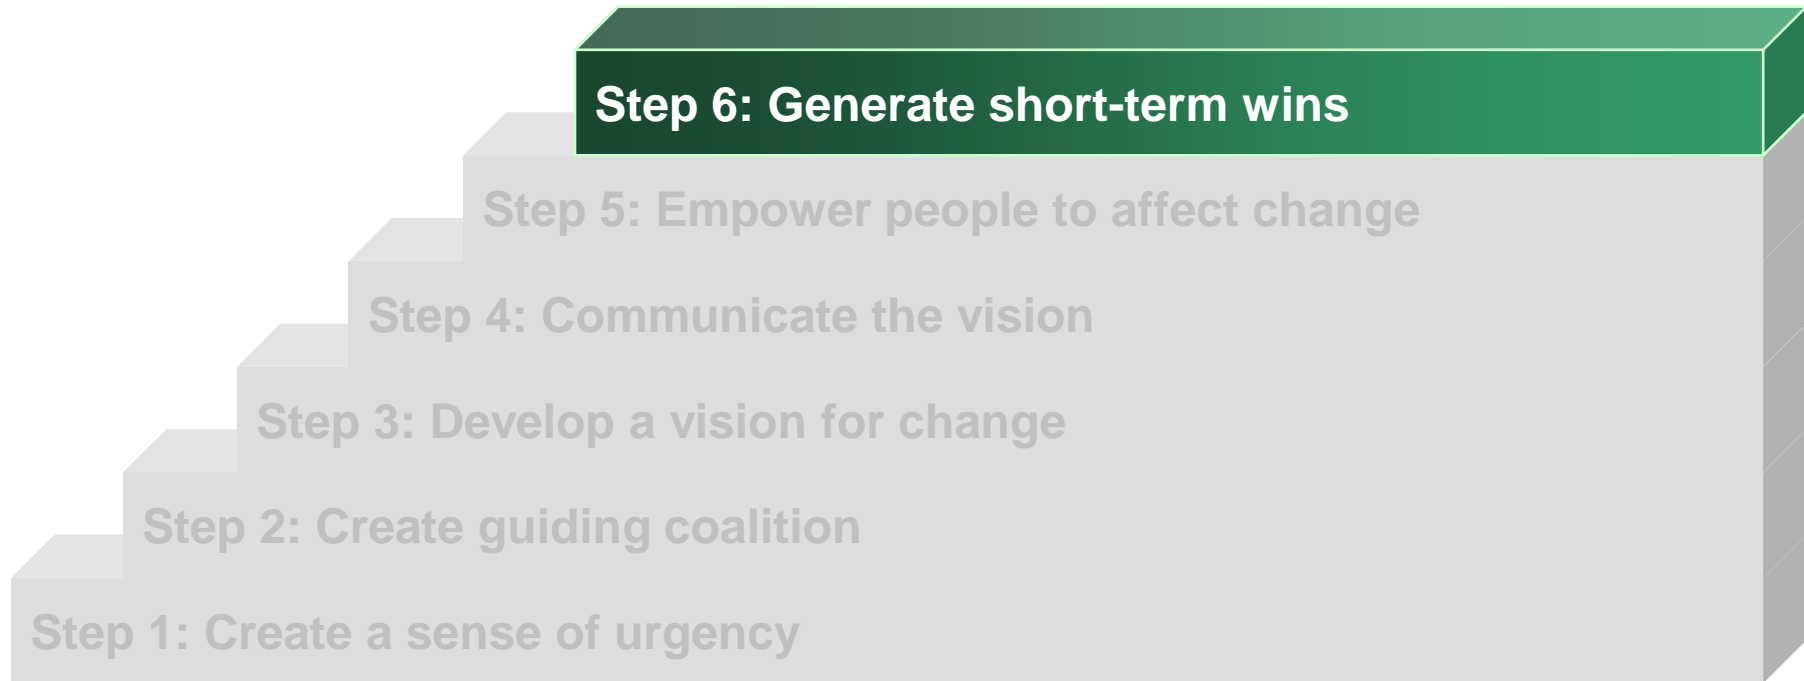 Step 6: Generate short-term wins
Step 5: Empower people to affect change
Step 4: Communicate the vision
Step 3: Develop a vision for change
Step 2: Create guiding coalition
Step 1: Create a sense of urgency